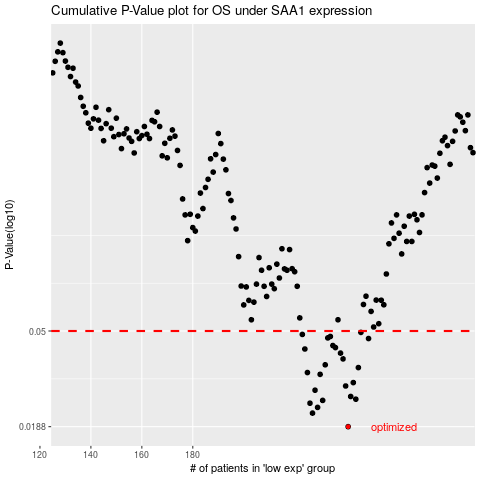 Cumulative P-Value plot for OS under SAA1 expression
P-Value(log10)
0.05
0.0188
optimized
120 140 160 180
# of patients in 'low exp' group